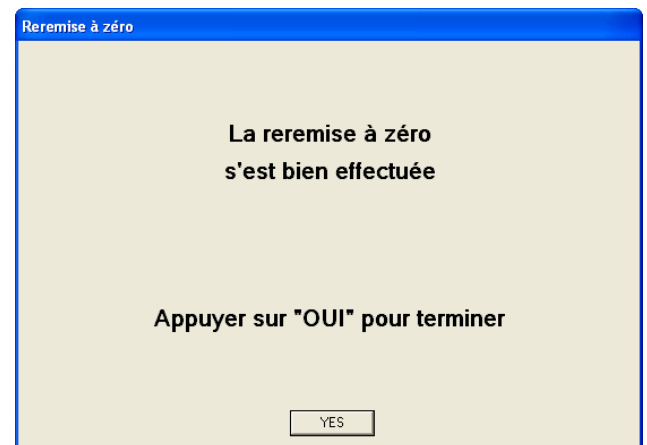 Reremise à zéro
La reremise à zéro
s'est bien effectuée
Appuyer sur "OUI" pour terminer
YES